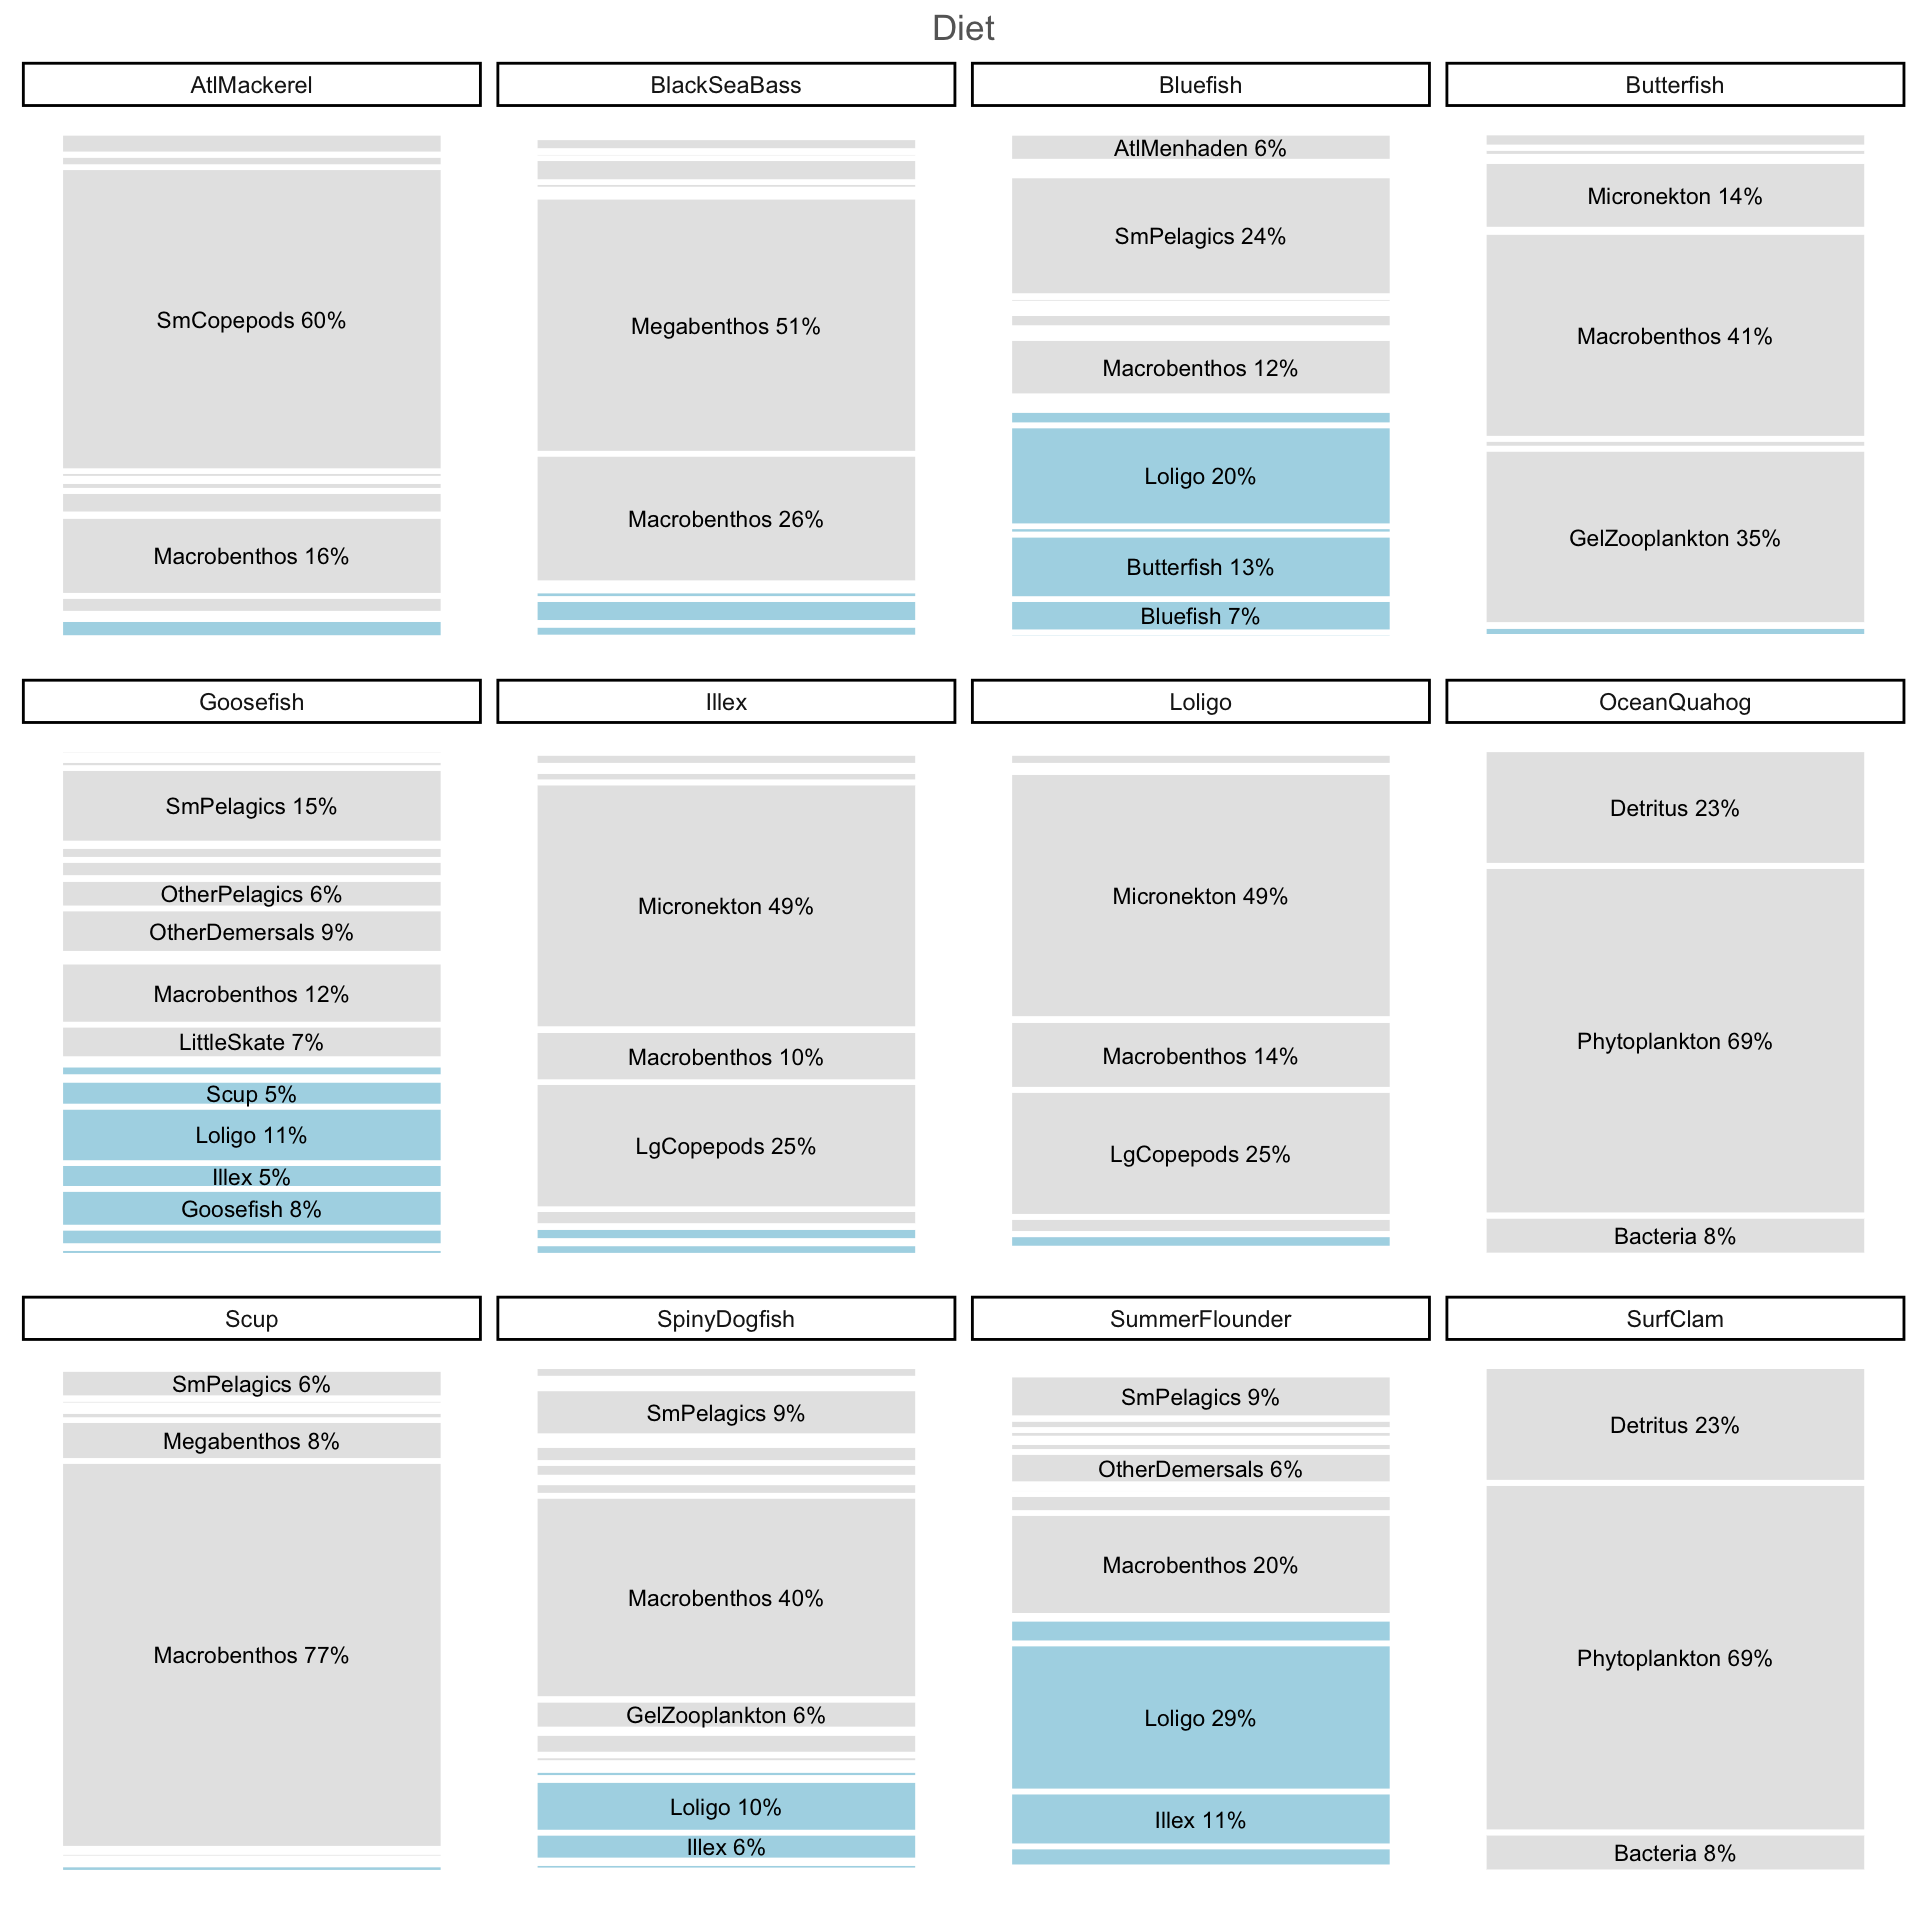 Diet
AtlMackerel
SmCopepods 60%
Macrobenthos 16%
BlackSeaBass
Megabenthos 51%
Macrobenthos 26%
Bluefish
AtlMenhaden 6%
SmPelagics 24%
Macrobenthos 12%
Loligo 20%
Butterfish 13%
Bluefish 7%
Butterfish
Micronekton 14%
Macrobenthos 41%
GelZooplankton 35%
Goosefish
SmPelagics 15%
OtherPelagics 6%
OtherDemersals 9%
Macrobenthos 12%
LittleSkate 7%
Scup 5%
Loligo 11%
Illex 5%
Goosefish 8%
Illex
Micronekton 49%
Macrobenthos 10%
LgCopepods 25%
Loligo
Micronekton 49%
Macrobenthos 14%
LgCopepods 25%
OceanQuahog
Detritus 23%
Phytoplankton 69%
Bacteria 8%
Scup
SmPelagics 6%
Megabenthos 8%
Macrobenthos 77%
SpinyDogfish
SmPelagics 9%
Macrobenthos 40%
GelZooplankton 6%
Loligo 10%
Illex 6%
SummerFlounder
SmPelagics 9%
OtherDemersals 6%
Macrobenthos 20%
Loligo 29%
Illex 11%
SurfClam
Detritus 23%
Phytoplankton 69%
Bacteria 8%